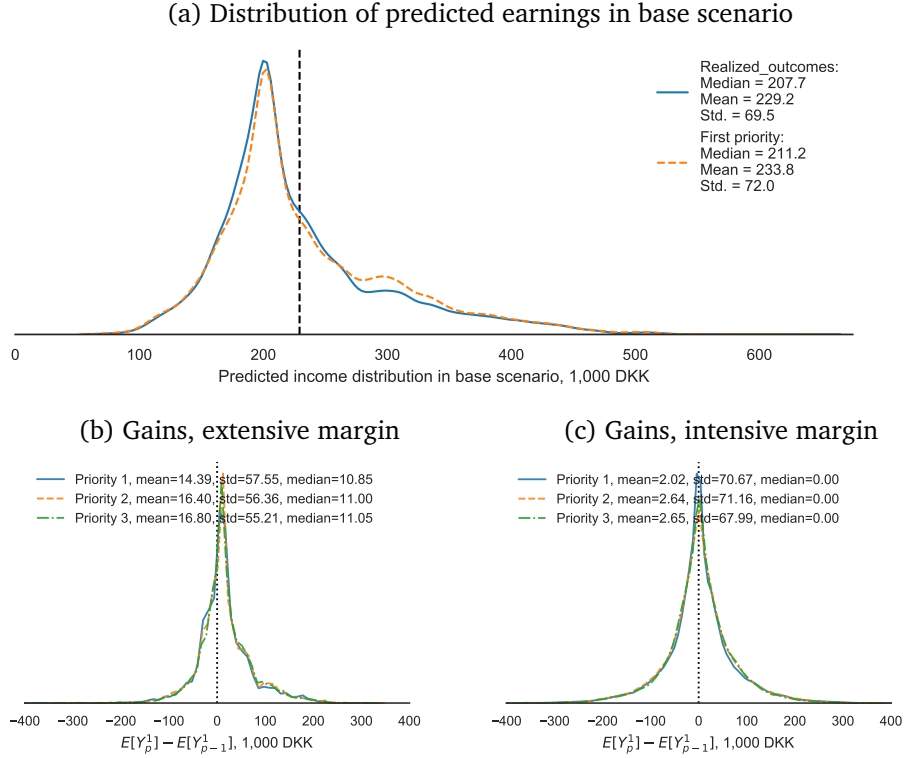 (a) Distribution of predicted earnings in base scenario
Realized_outcomes:
Median = 207.7
Mean = 229.2
Std. = 69.5
First priority:
Median = 211.2
Mean = 233.8
Std. = 72.0
0 100 200 300 400 500 600
Predicted income distribution in base scenario, 1,000 DKK
(b) Gains, extensive margin
Priority 1, mean=14.39, std=57.55, median=10.85
Priority 2, mean=16.40, std=56.36, median=11.00
Priority 3, mean=16.80, std=55.21, median=11.05
−400 −300 −200 −100 0 100 200 300 400
E[Y_p^1] − E[Y_{p−1}^1], 1,000 DKK
(c) Gains, intensive margin
Priority 1, mean=2.02, std=70.67, median=0.00
Priority 2, mean=2.64, std=71.16, median=0.00
Priority 3, mean=2.65, std=67.99, median=0.00
−400 −300 −200 −100 0 100 200 300 400
E[Y_p^1] − E[Y_{p−1}^1], 1,000 DKK